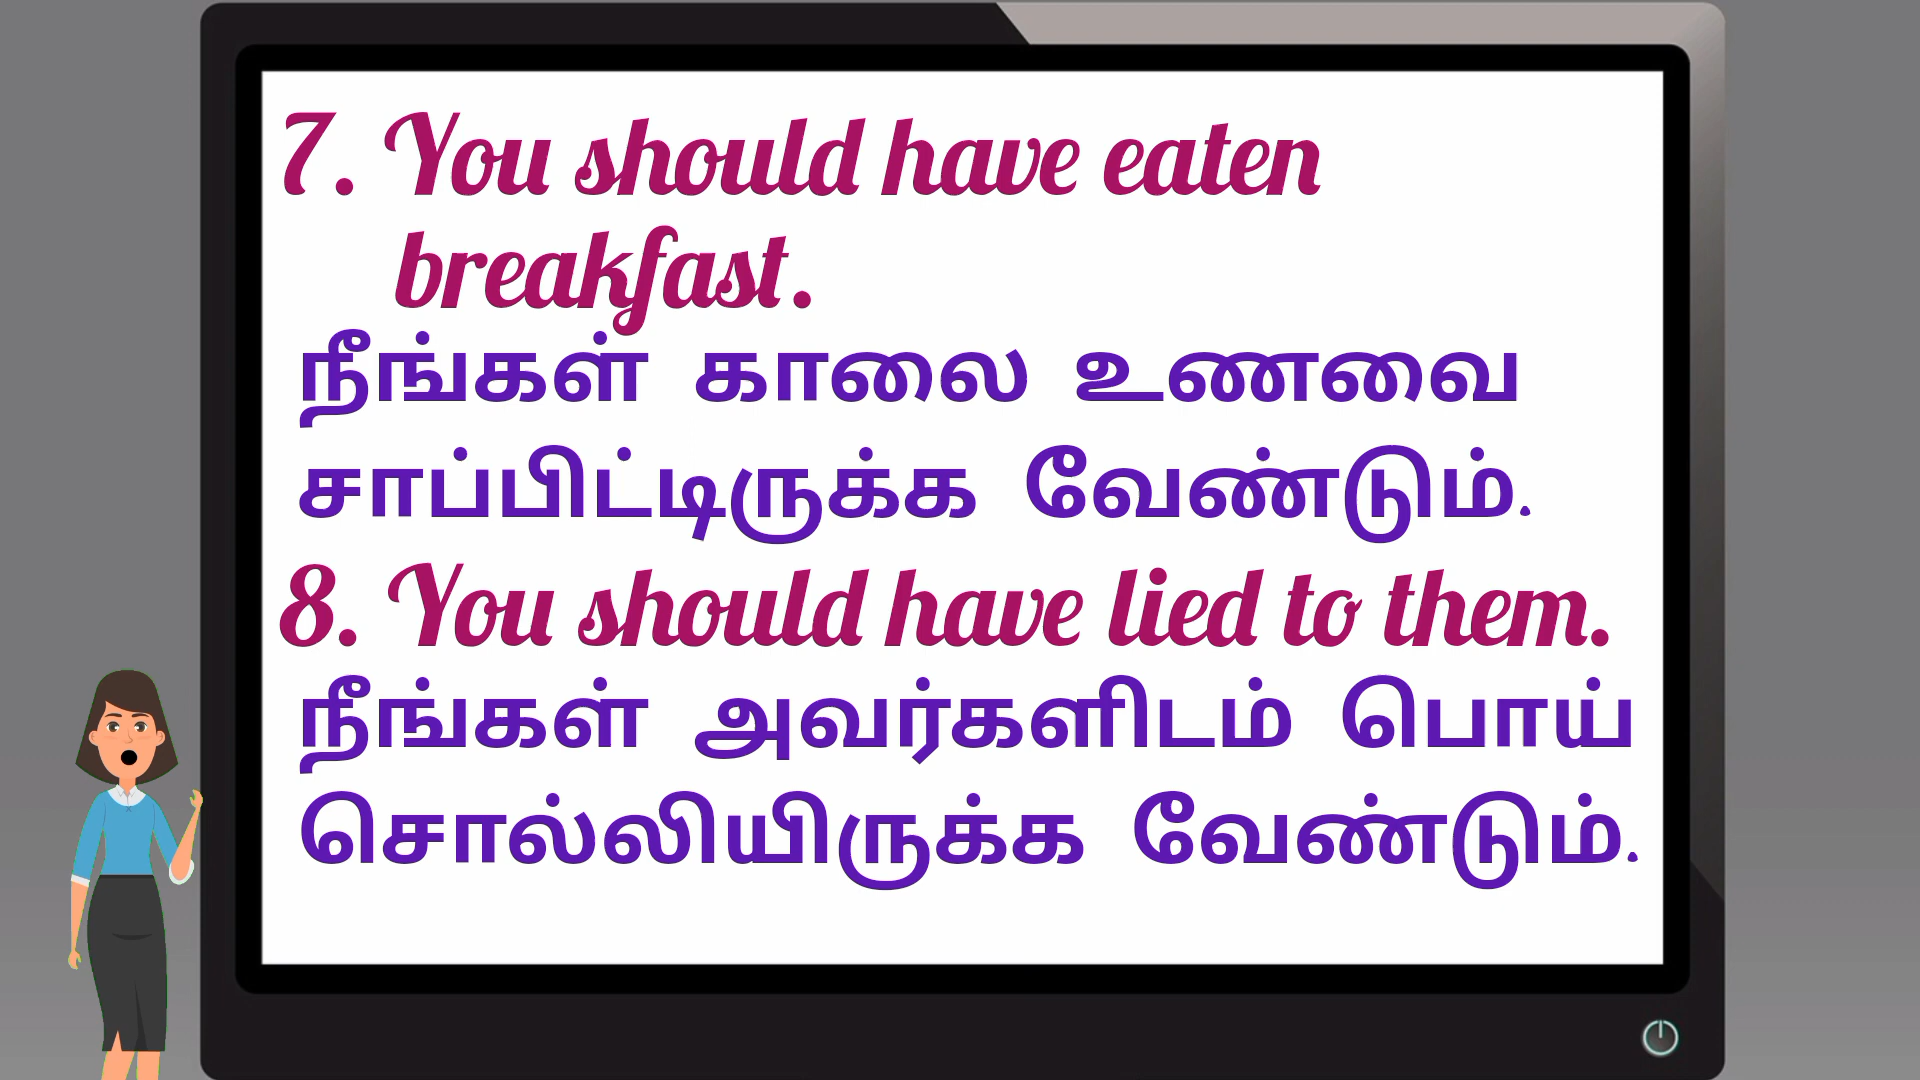 7. You should have eaten
breakfast.
நீங்கள் காலை உணவை
சாப்பிட்டிருக்க வேண்டும்.
8. You should have lied to them.
நீங்கள் அவர்களிடம் பொய்
சொல்லியிருக்க வேண்டும்.